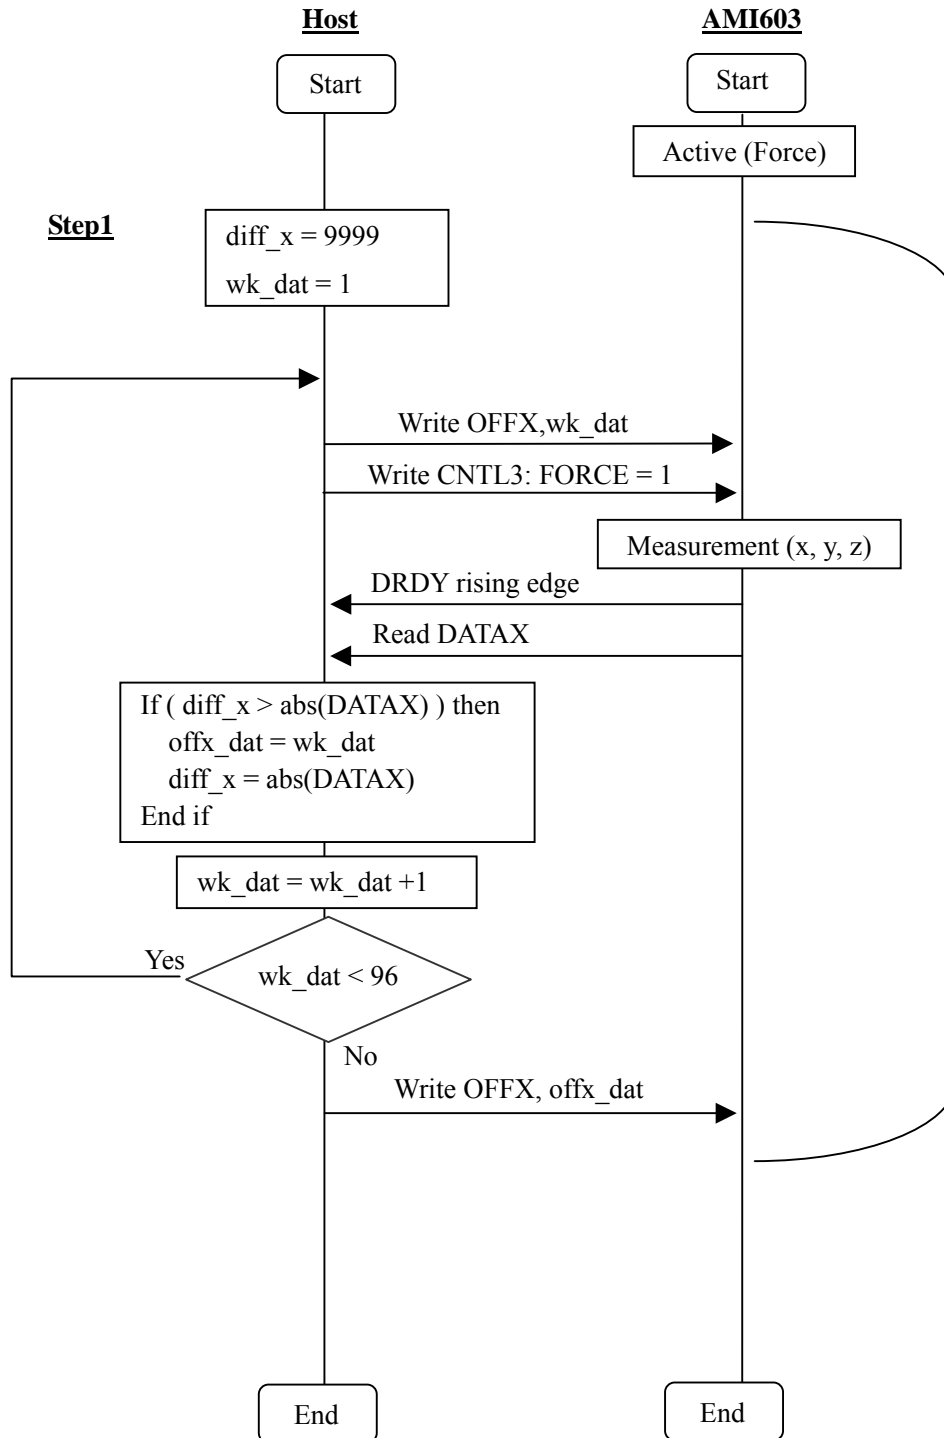 Host
AMI603
Start
Start
Active (Force)
Step1
diff_x = 9999
wk_dat = 1
Write OFFX,wk_dat
Write CNTL3: FORCE = 1
Measurement (x, y, z)
DRDY rising edge
Read DATAX
If ( diff_x > abs(DATAX) ) then
offx_dat = wk_dat
diff_x = abs(DATAX)
End if
wk_dat = wk_dat +1
Yes
wk_dat < 96
No
Write OFFX, offx_dat
End
End